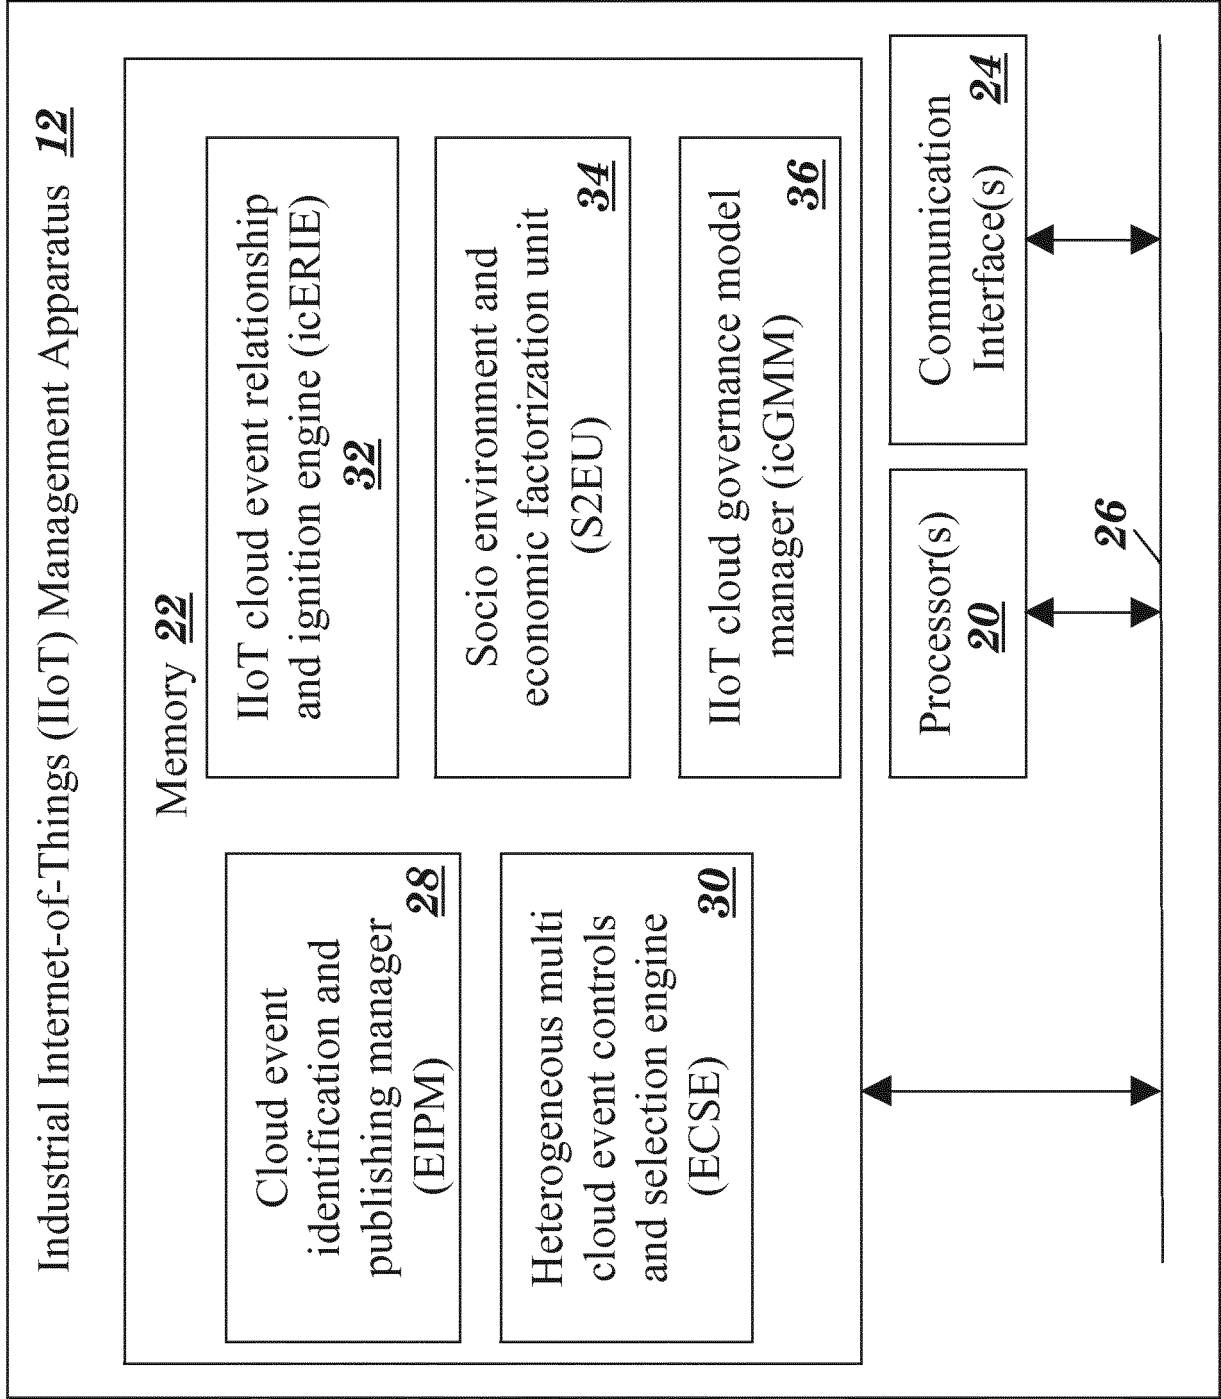 Industrial Internet-of-Things (IIoT) Management Apparatus 12
Memory 22
Cloud event
identification and
publishing manager
(EIPM) 28
Heterogeneous multi
cloud event controls
and selection engine
(ECSE) 30
IIoT cloud event relationship
and ignition engine (icERIE)
32
Socio environment and
economic factorization unit
(S2EU) 34
IIoT cloud governance model
manager (icGMM) 36
Processor(s)
20
Communication
Interface(s) 24
26